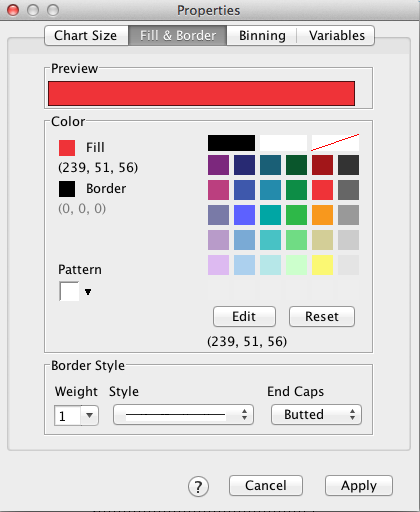 Properties
Chart Size Fill & Border Binning Variables
Preview
Color
Fill
(239, 51, 56)
Border
(0, 0, 0)
Pattern
Edit Reset
(239, 51, 56)
Border Style
Weight Style End Caps
1 Butted
? Cancel Apply